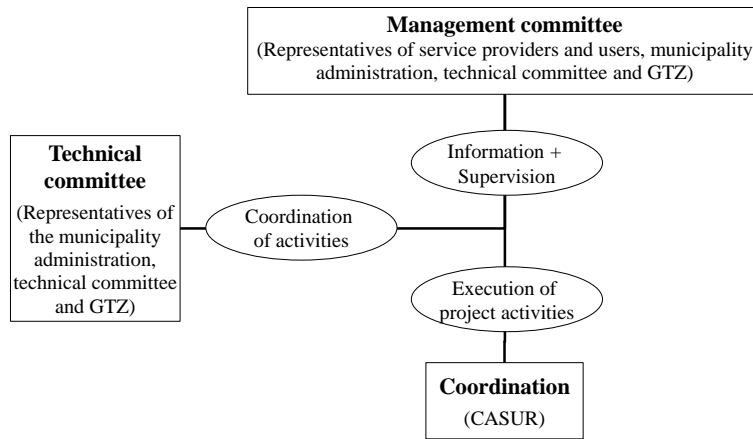 Management committee
(Representatives of service providers and users, municipality
administration, technical committee and GTZ)
Information +
Supervision
Technical
committee
(Representatives of
the municipality
administration,
technical committee
and GTZ)
Coordination
of activities
Execution of
project activities
Coordination
(CASUR)